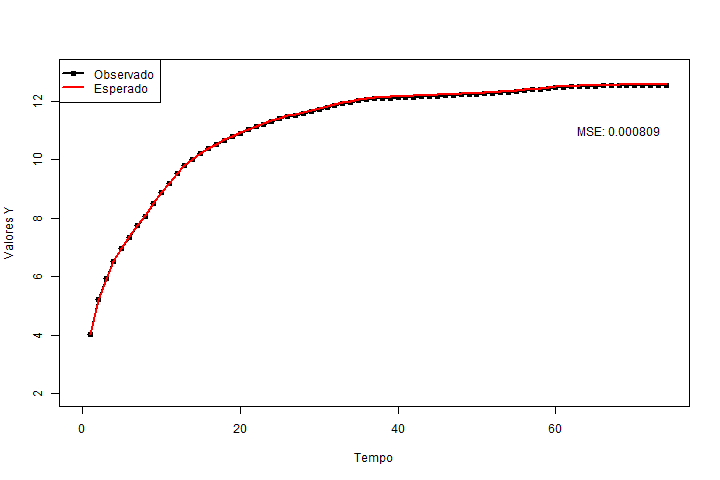 Observado
Esperado
MSE: 0.000809
12
10
8
6
4
2
Valores Y
0 20 40 60
Tempo